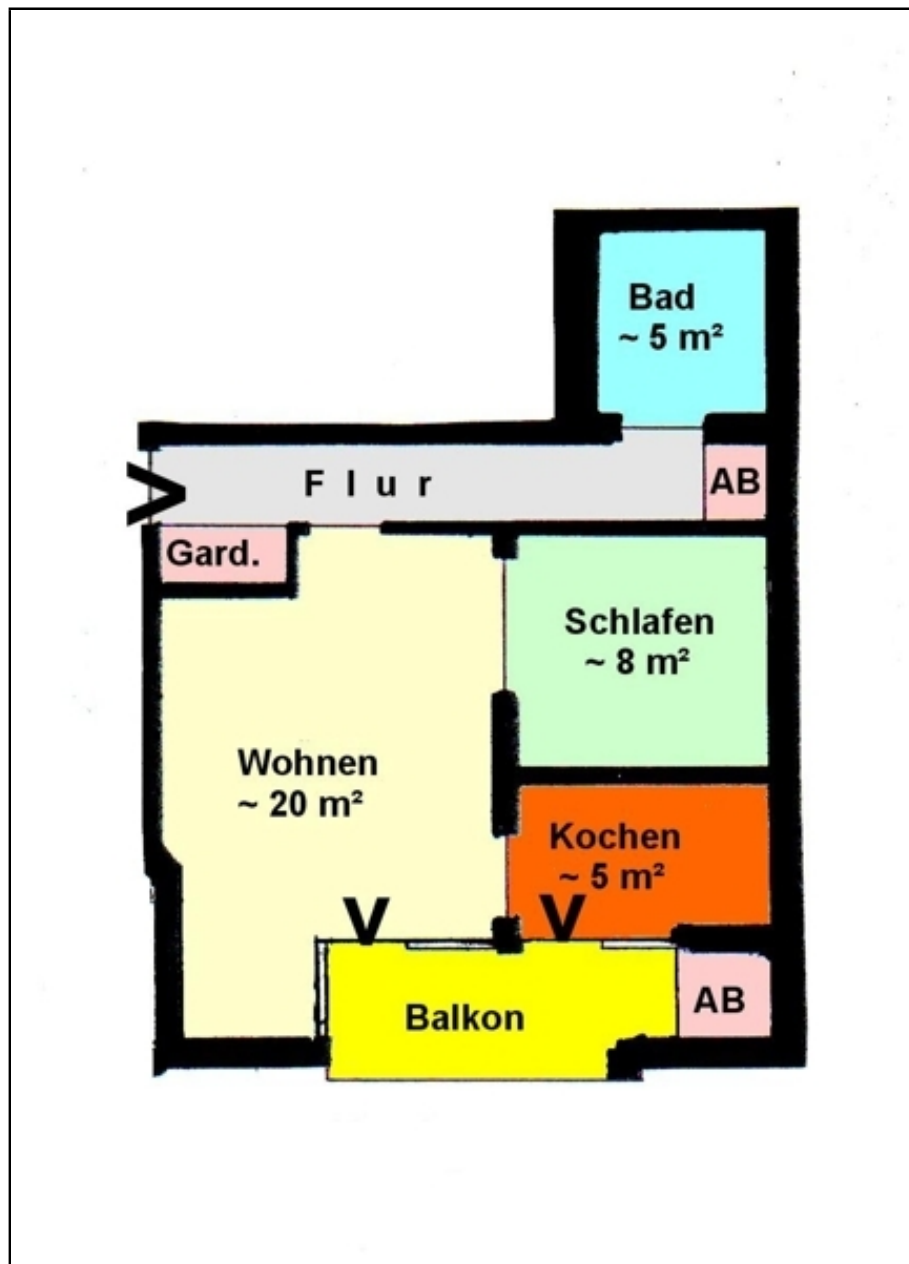 Bad
~ 5 m²
F l u r
AB
Gard.
Schlafen
~ 8 m²
Wohnen
~ 20 m²
Kochen
~ 5 m²
Balkon
AB